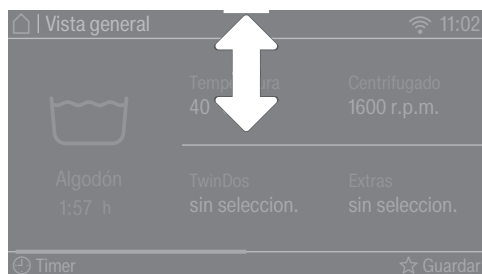 Vista general 11:02
Temperatura Centrifugado
40 1600 r.p.m.
Algodón
1:57 h
TwinDos Extras
sin seleccion. sin seleccion.
Timer Guardar